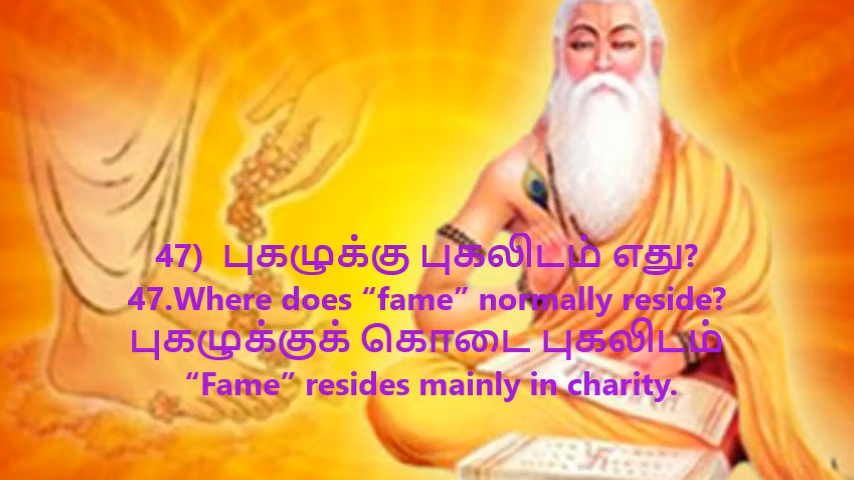 47)  புகழுக்கு புகலிடம் எது?
47.Where does “fame” normally reside?
புகழுக்குக் கொடை புகலிடம்
“Fame” resides mainly in charity.